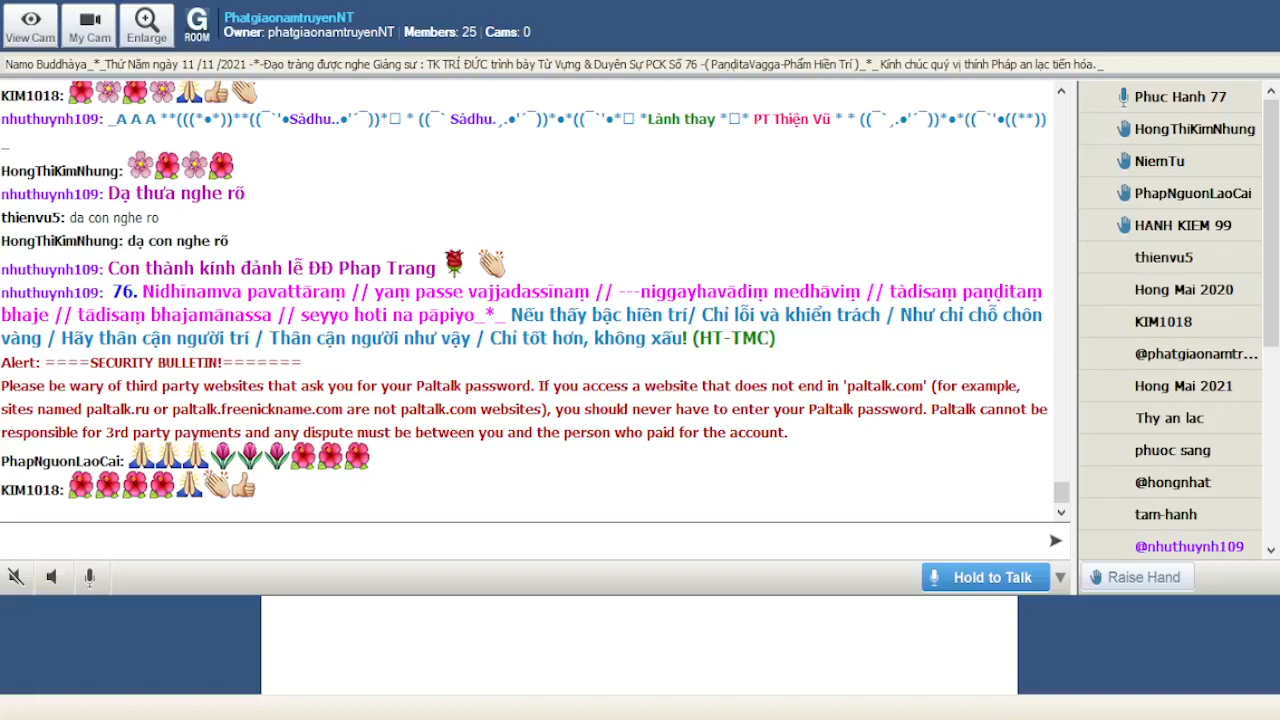 View Cam
My Cam
Enlarge
G
ROOM
PhatgiaonamtruyenNT
Owner: phatgiaonamtruyenNT | Members: 25 | Cams: 0
Namo Buddhàya_*_Thứ Năm ngày 11 /11 /2021 -*-Đạo tràng được nghe Giảng sư : TK TRÍ ĐỨC trình bày Từ Vựng & Duyên Sự PCK Số 76 -( PaṇḍitaVagga-Phẩm Hiền Trí )_*_ Kính chúc quý vị thính Pháp an lạc tiến hóa._
KIM1018:
nhuthuynh109: _A A A **(((*●*))**((¯`'●Sàdhu..●'´¯))*□ * ((¯` Sàdhu.¸.●'´¯))*●*((¯`'●*□ *Lành thay *□* PT Thiện Vũ * * ((¯`¸.●'´¯))*●*((¯`'●((**))
_
HongThiKimNhung:
nhuthuynh109: Dạ thưa nghe rõ
thienvu5: da con nghe ro
HongThiKimNhung: dạ con nghe rõ
nhuthuynh109: Con thành kính đảnh lễ ĐĐ Phap Trang
nhuthuynh109: 76. Nidhīnamva pavattāraṃ // yaṃ passe vajjadassīnaṃ // ---niggayhavādiṃ medhāviṃ // tàdisaṃ paṇḍitaṃ
bhaje // tādisaṃ bhajamānassa // seyyo hoti na pāpiyo_*_ Nếu thấy bậc hiền trí/ Chỉ lỗi và khiển trách / Như chỉ chỗ chôn
vàng / Hãy thân cận người trí / Thân cận người như vậy / Chỉ tốt hơn, không xấu! (HT-TMC)
Alert: ====SECURITY BULLETIN!=======
Please be wary of third party websites that ask you for your Paltalk password. If you access a website that does not end in 'paltalk.com' (for example,
sites named paltalk.ru or paltalk.freenickname.com are not paltalk.com websites), you should never have to enter your Paltalk password. Paltalk cannot be
responsible for 3rd party payments and any dispute must be between you and the person who paid for the account.
PhapNguonLaoCai:
KIM1018:
Hold to Talk
Phuc Hanh 77
HongThiKimNhung
NiemTu
PhapNguonLaoCai
HANH KIEM 99
thienvu5
Hong Mai 2020
KIM1018
@phatgiaonamtr...
Hong Mai 2021
Thy an lac
phuoc sang
@hongnhat
tam-hanh
@nhuthuynh109
Raise Hand